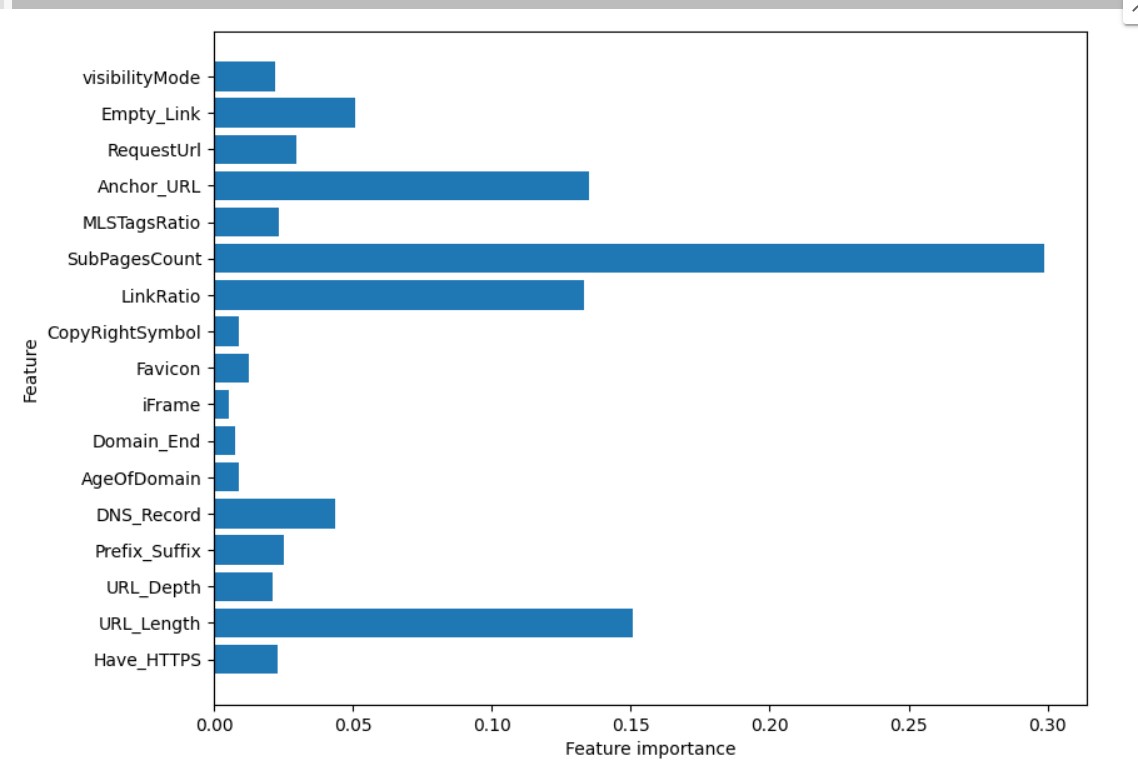 visibilityMode
Empty_Link
RequestUrl
Anchor_URL
MLSTagsRatio
SubPagesCount
LinkRatio
CopyRightSymbol
Favicon
iFrame
Domain_End
AgeOfDomain
DNS_Record
Prefix_Suffix
URL_Depth
URL_Length
Have_HTTPS
Feature
0.00 0.05 0.10 0.15 0.20 0.25 0.30
Feature importance